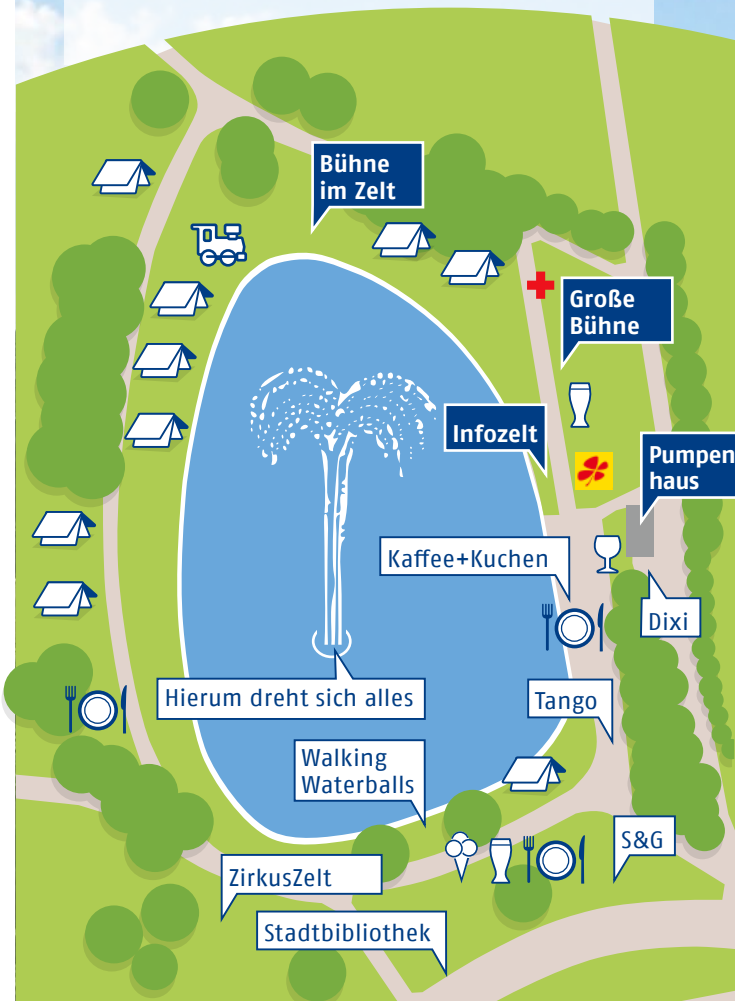 Bühne
im Zelt
Große
Bühne
Infozelt
Pumpen
haus
Kaffee+Kuchen
Dixi
Hierum dreht sich alles
Tango
Walking
Waterballs
S&G
ZirkusZelt
Stadtbibliothek